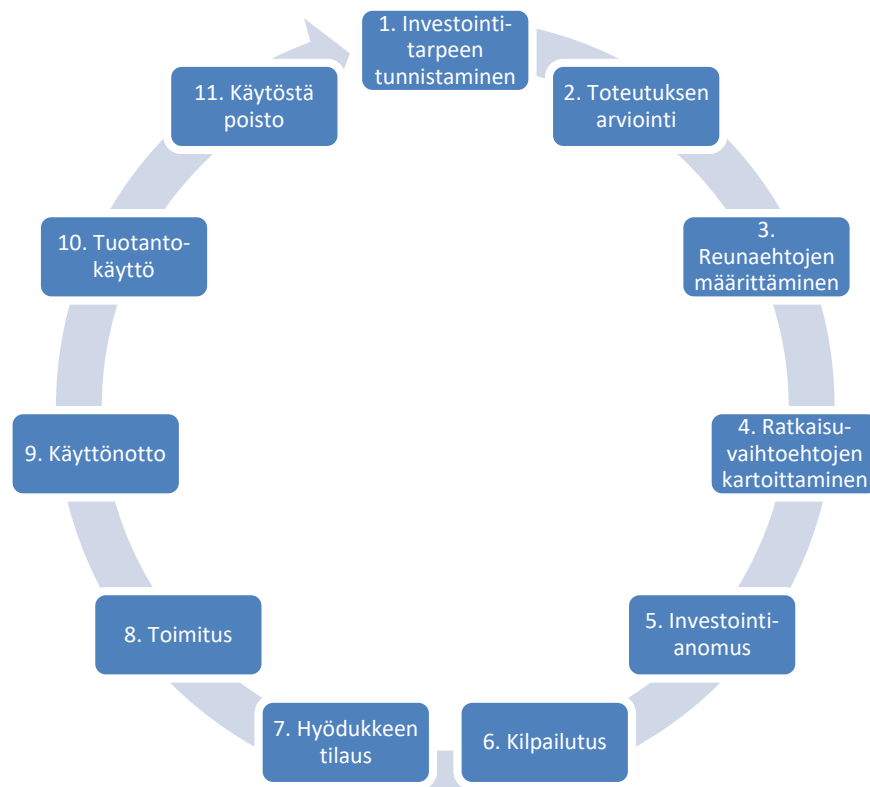 1. Investointi-
tarpeen
tunnistaminen
2. Toteutuksen
arviointi
3.
Reunaehtojen
määrittäminen
4. Ratkaisu-
vaihtoehtojen
kartoittaminen
5. Investointi-
anomus
6. Kilpailutus
7. Hyödukkeen
tilaus
8. Toimitus
9. Käyttönotto
10. Tuotanto-
käyttö
11. Käytöstä
poisto